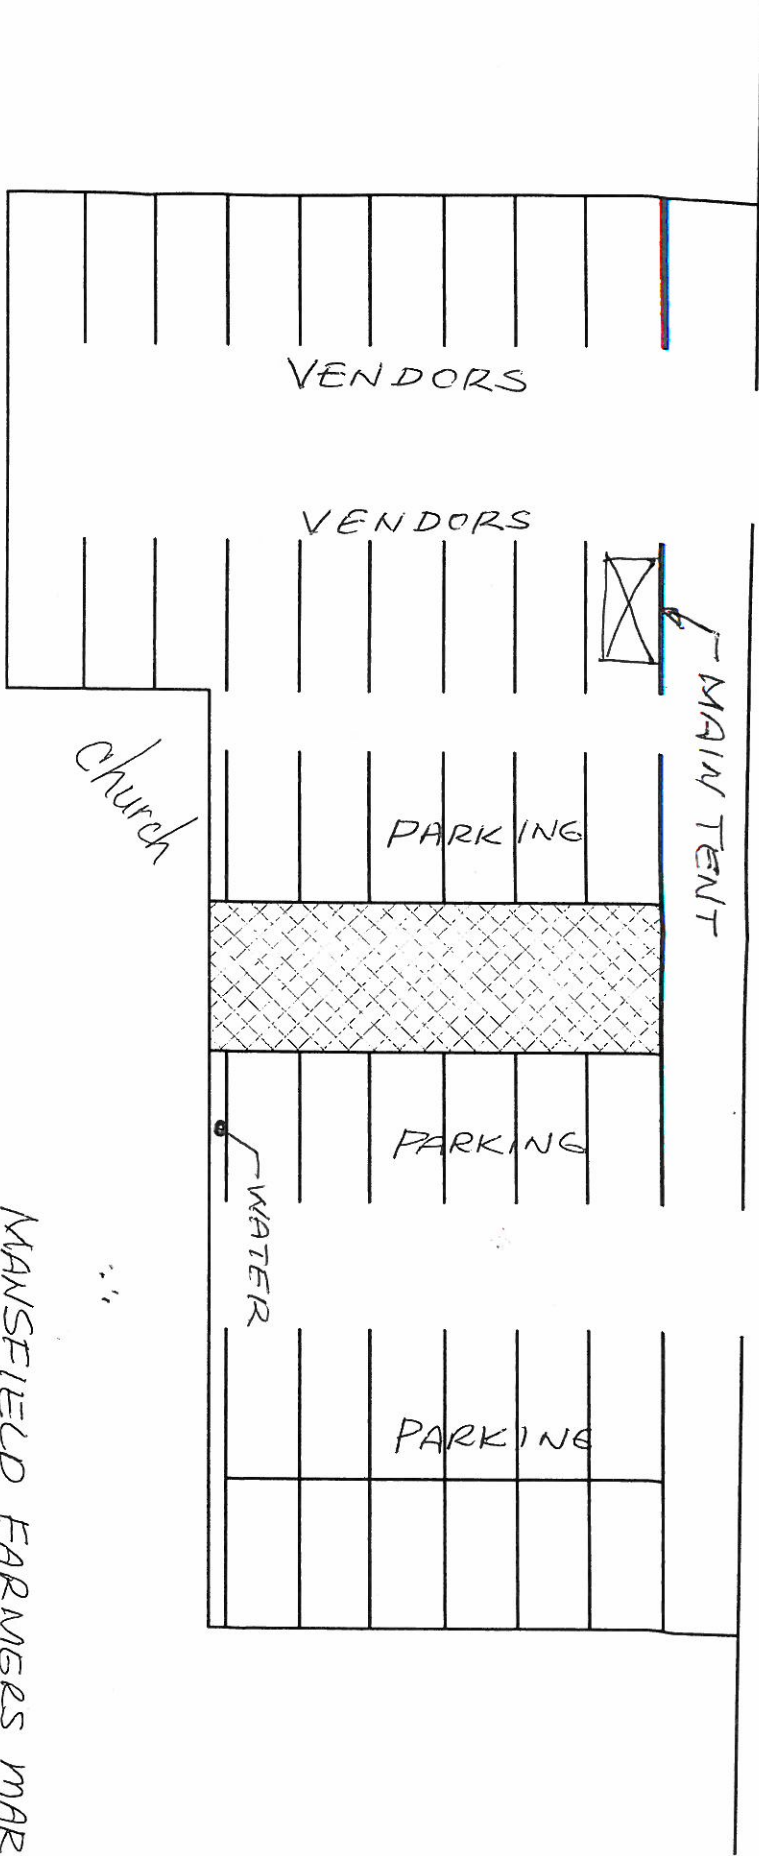 VENDORS
VENDORS
MAIN TENT
church
PARKING
PARKING
WATER
PARKING
MANSFIELD FARMERS MAR